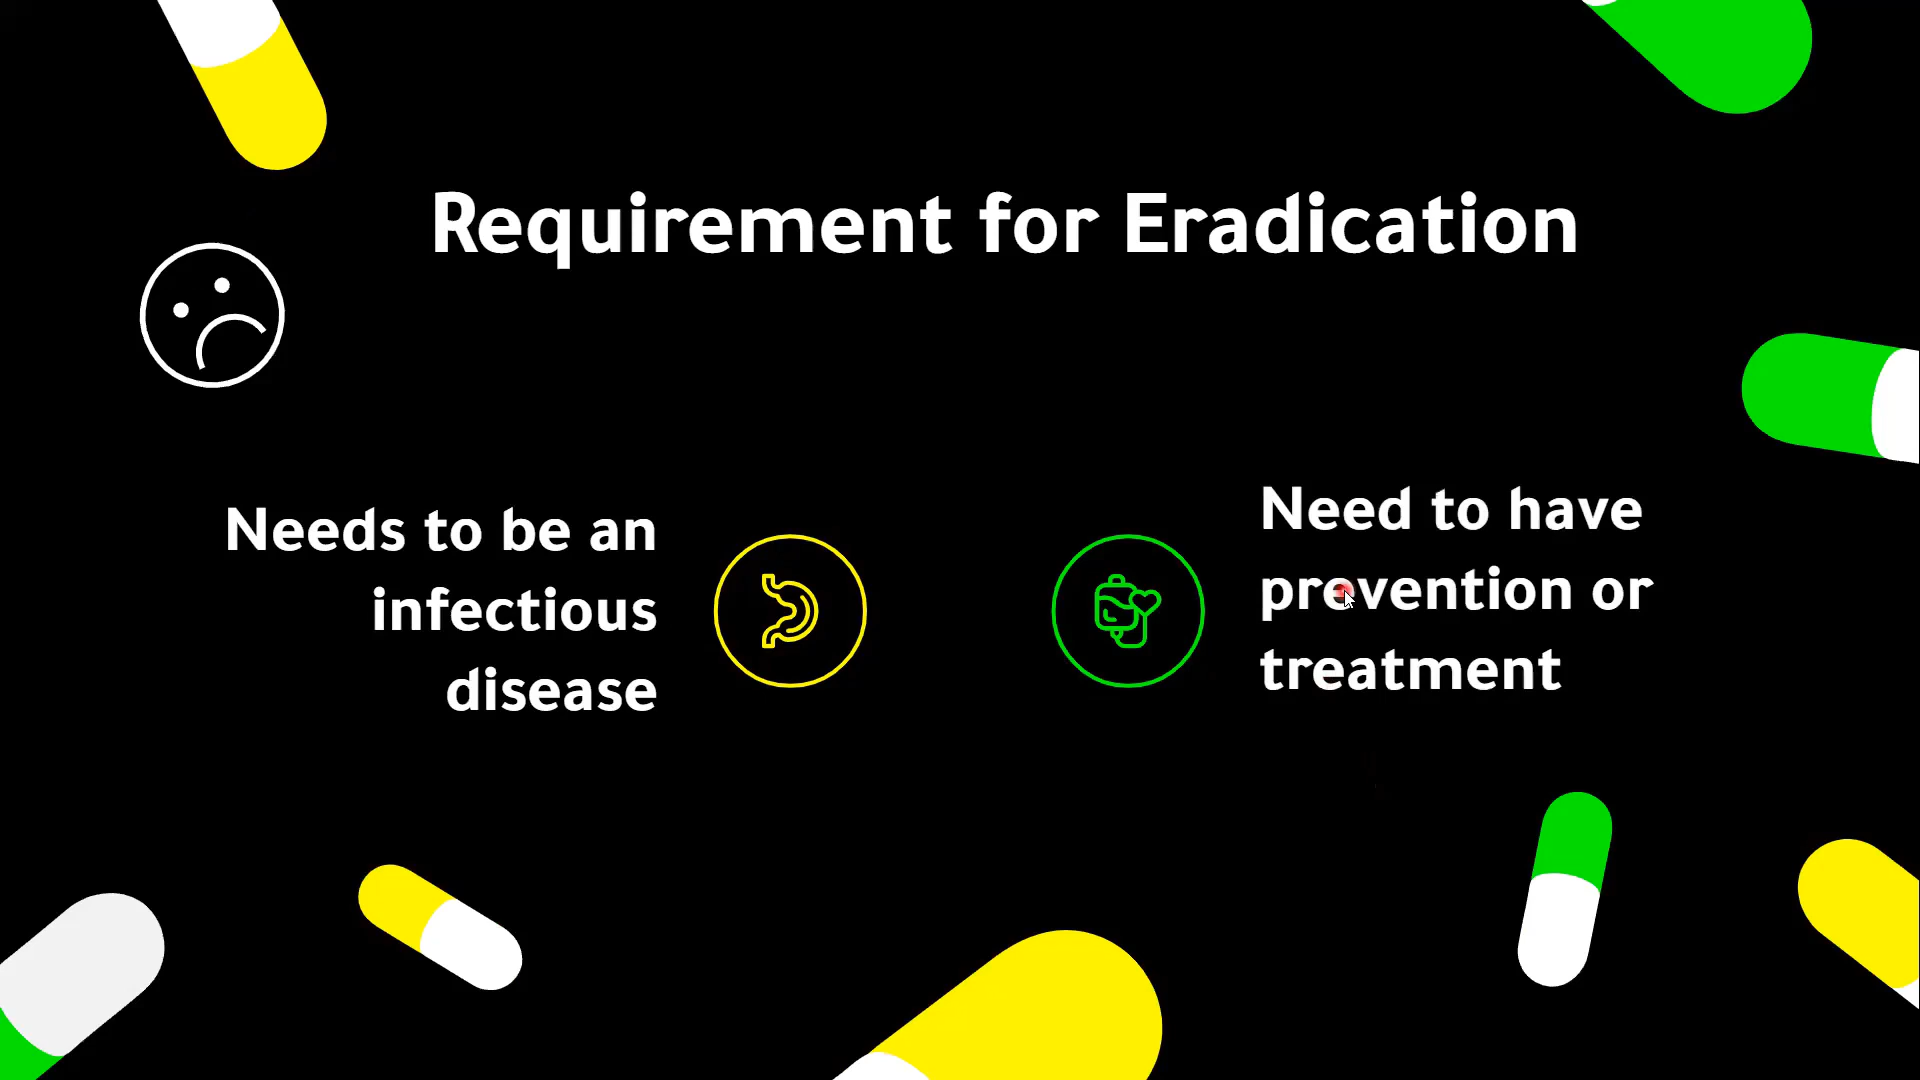 Requirement for Eradication
Needs to be an
infectious
disease
Need to have
prevention or
treatment